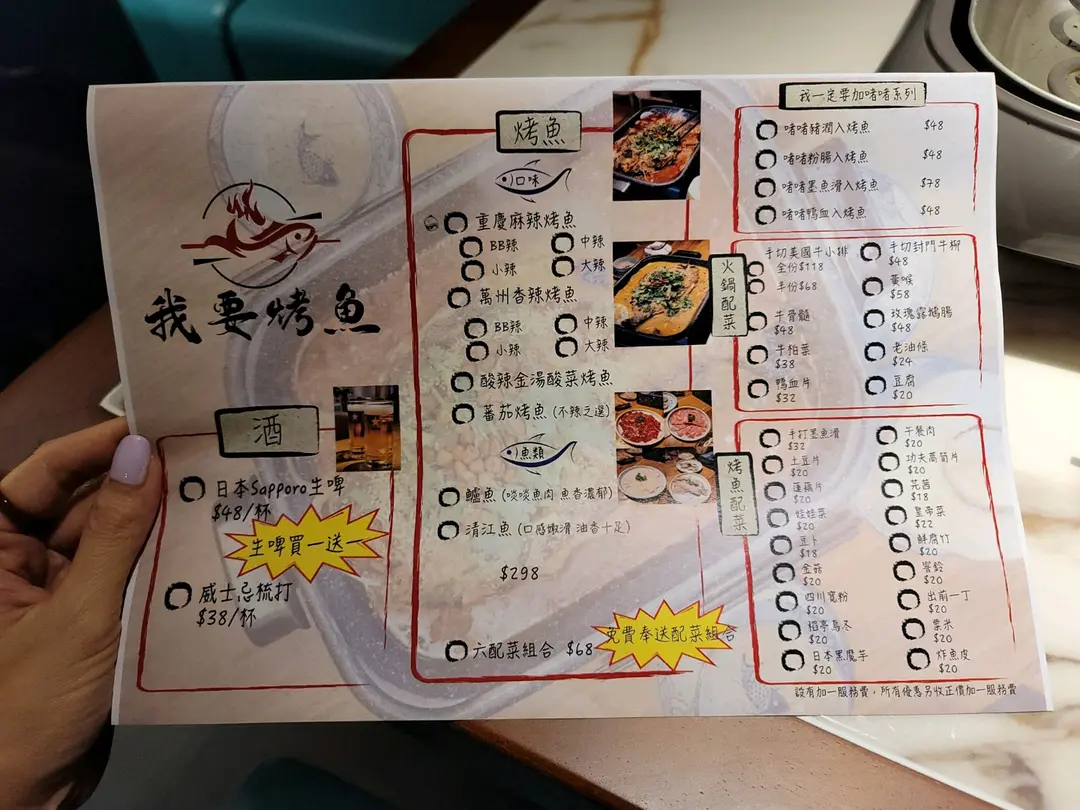 我要烤魚
酒
日本Sapporo生啤
$48/杯
生啤買一送一
威士忌梳打
$38/杯
烤魚
口味
重慶麻辣烤魚
BB辣
中辣
小辣
大辣
萬州香辣烤魚
BB辣
中辣
小辣
大辣
酸辣金湯酸菜烤魚
蕃茄烤魚 (不辣之選)
魚類
鱸魚 (啖啖魚肉 魚香濃郁)
清江魚 (口感嫩滑 油香十足)
$298
六配菜組合 $68
免費奉送配菜組合
我一定要加啫啫系列
啫啫豬潤入烤魚 $48
啫啫粉腸入烤魚 $48
啫啫墨魚滑入烤魚 $78
啫啫鴨血入烤魚 $48
火鍋配菜
手切美國牛小排
全份$118
半份$68
牛骨髓
$48
牛柏葉
$38
鴨血片
$32
手切封門牛柳
$48
黃喉
$58
玫瑰露鵝腸
$48
老油條
$24
豆腐
$20
烤魚配菜
手打墨魚滑
$32
土豆片
$20
蓮藕片
$20
娃娃菜
$20
豆卜
$18
金菇
$20
四川寬粉
$20
稻亭烏冬
$20
日本黑魔芋
$20
午餐肉
$20
功夫萵筍片
$20
芫茜
$18
皇帝菜
$22
鮮腐竹
$20
響鈴
$20
出前一丁
$20
粟米
$20
炸魚皮
$20
設有加一服務費，所有優惠另收正價加一服務費